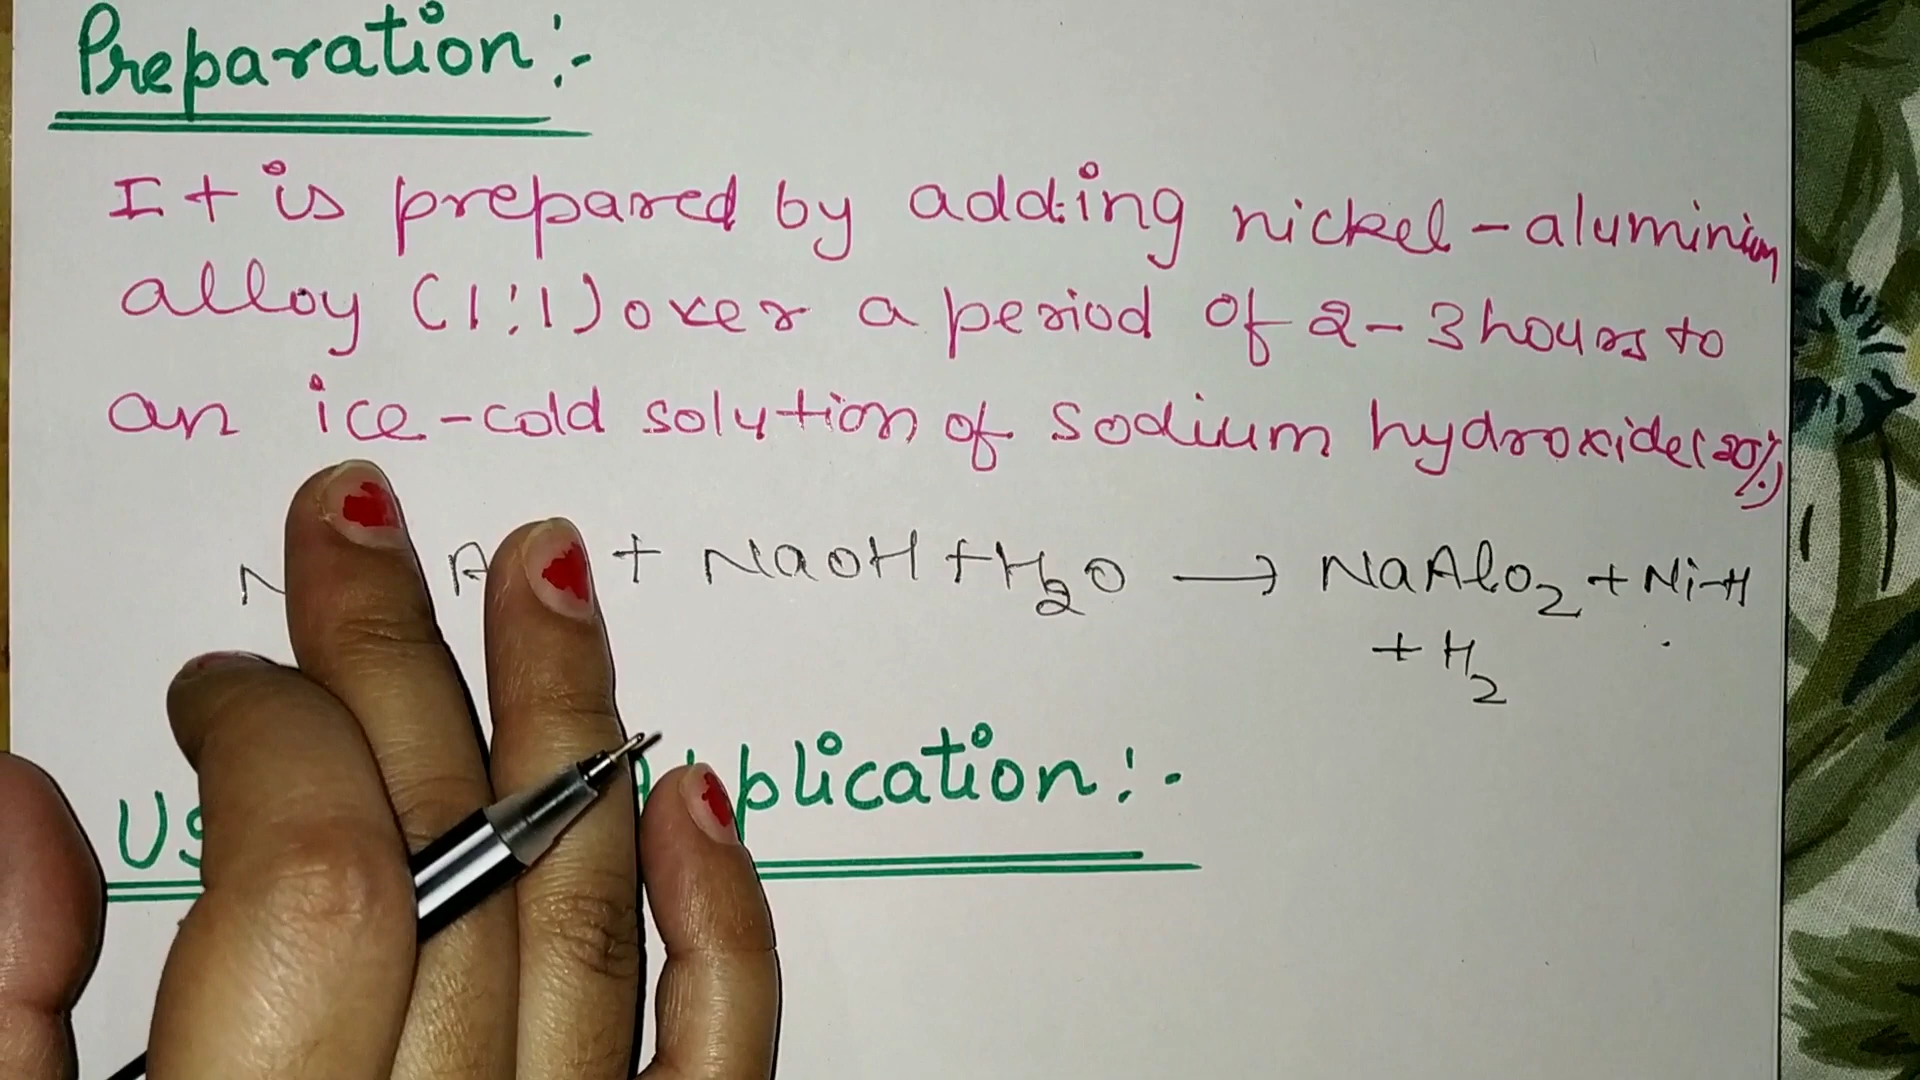 Preparation :-
It is prepared by adding nickel-aluminium
alloy (1:1) over a period of 2-3 hours to
an ice-cold solution of sodium hydroxide (20%)
+ NaOH + H₂O → NaAlO₂ + Ni-H
+ H₂
Application :-